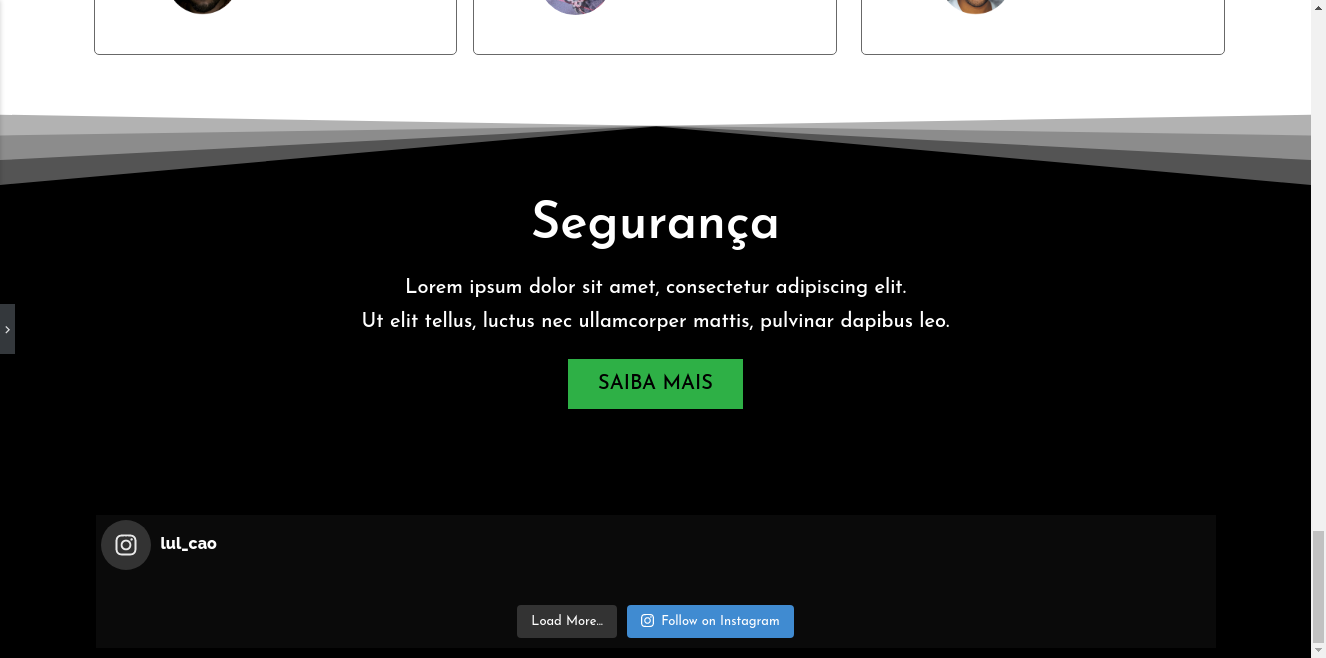 Segurança
Lorem ipsum dolor sit amet, consectetur adipiscing elit.
Ut elit tellus, luctus nec ullamcorper mattis, pulvinar dapibus leo.
SAIBA MAIS
lul_cao
Load More...
Follow on Instagram